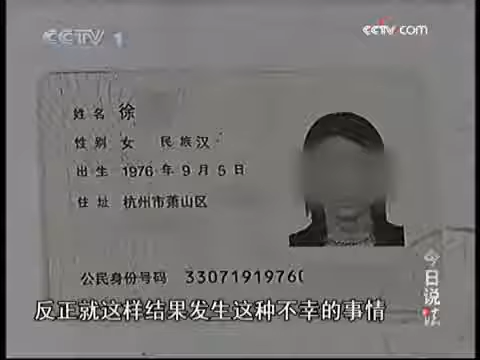 CCTV 1
cctv.com
姓名 徐
性别 女 民族汉
出生 1976 年 9 月 5 日
住址 杭州市萧山区
公民身份号码 33071919760
今日说法
反正就这样结果发生这种不幸的事情